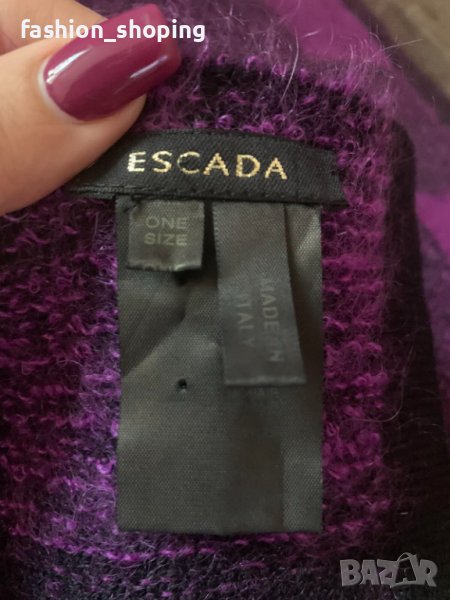 fashion_shoping
ESCADA
ONE
SIZE
MADE IN
ITALY
BAZAR